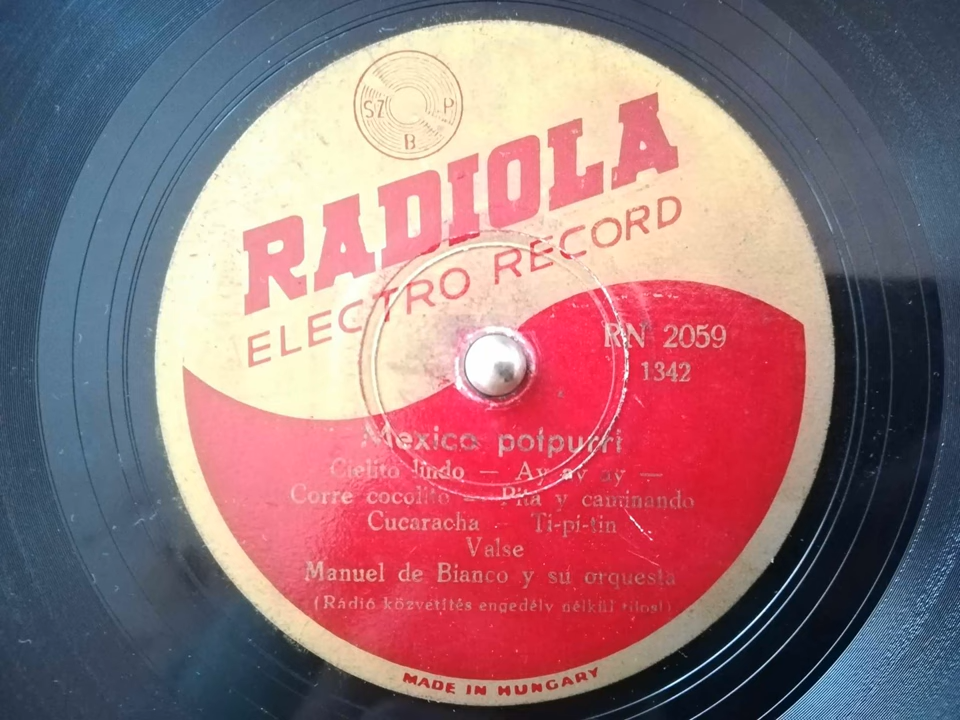 SZ P
B
RADIOLA
ELECTRO RECORD
RN 2059
1342
Mexico potpurri
Cielito lindo — Ay ay ay —
Corre cocolito — Pita y caminando
Cucaracha — Ti-pi-tin
Valse
Manuel de Bianco y su orquesta
(Rádió közvetítés engedély nélkül tilos!)
MADE IN HUNGARY